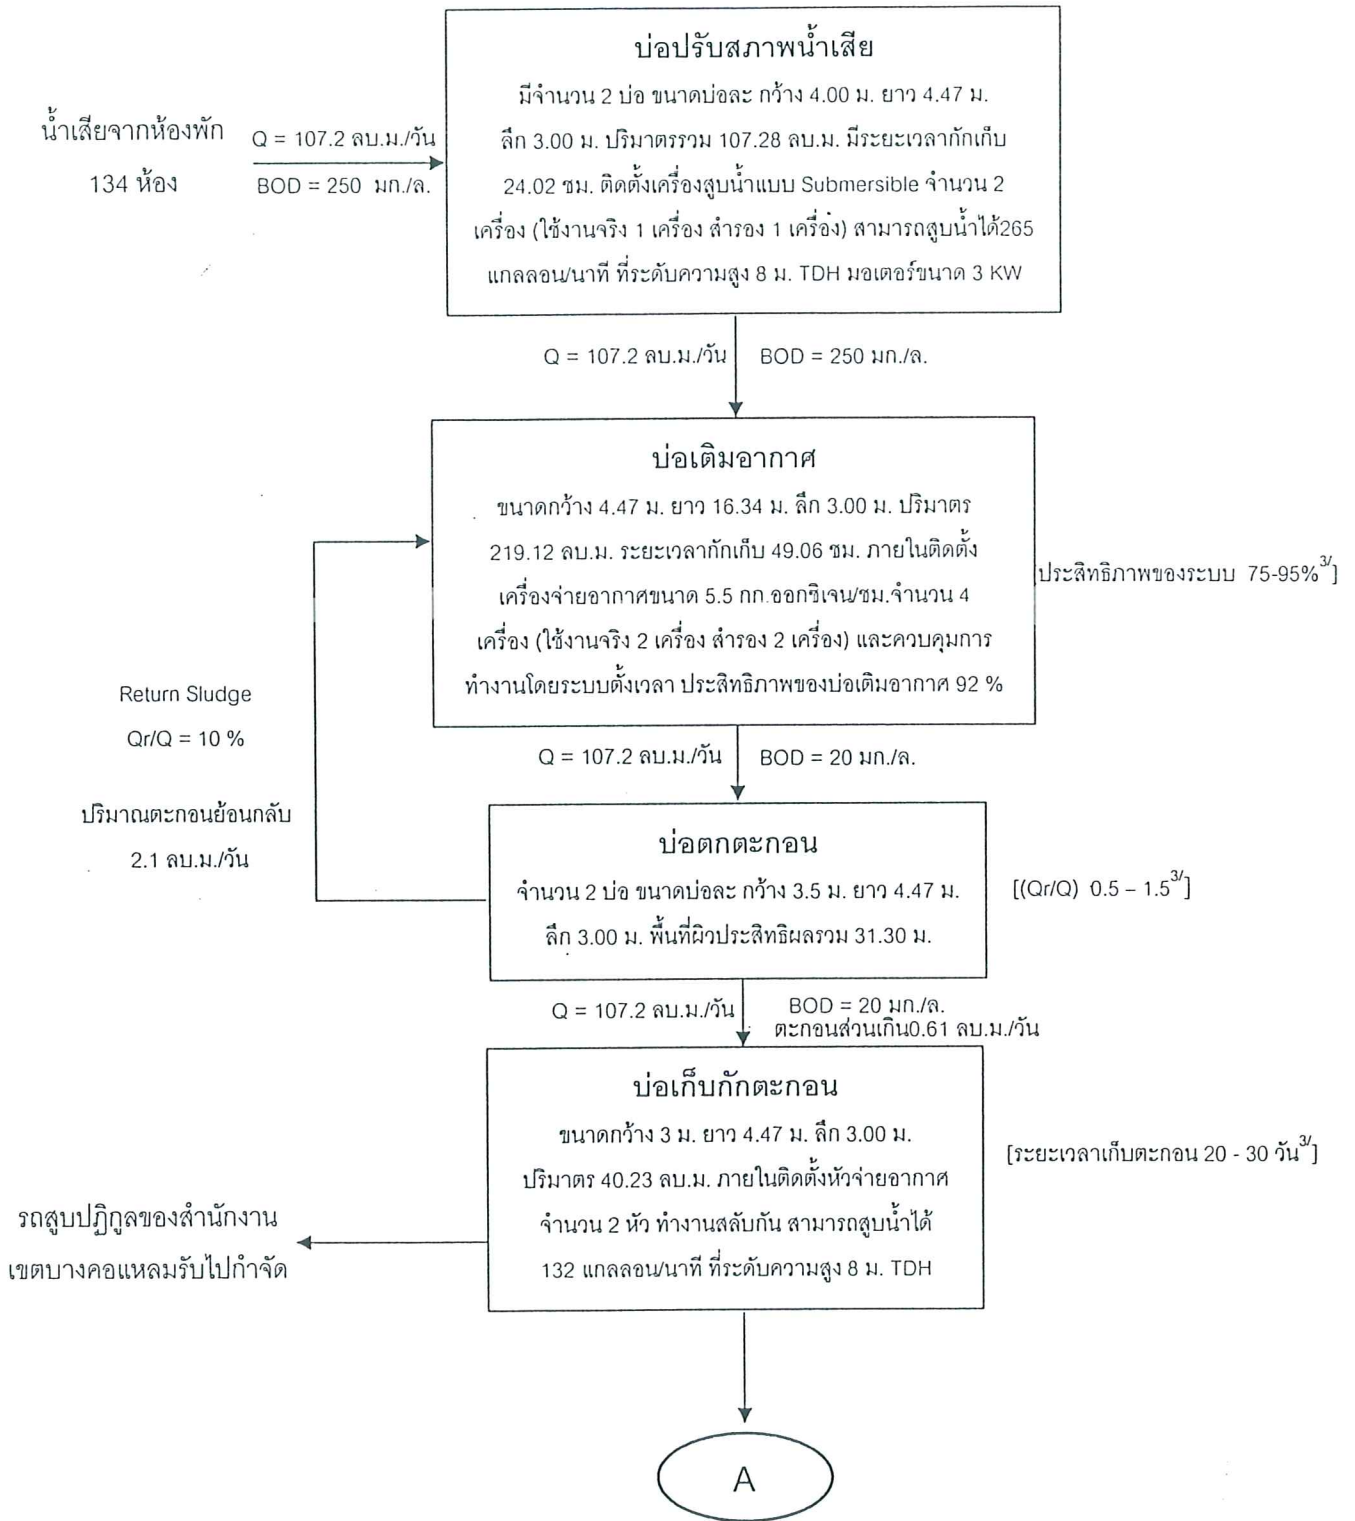 บ่อปรับสภาพน้ำเสีย
มีจำนวน 2 บ่อ ขนาดบ่อละ กว้าง 4.00 ม. ยาว 4.47 ม.
ลึก 3.00 ม. ปริมาตรรวม 107.28 ลบ.ม. มีระยะเวลากักเก็บ
24.02 ชม. ติดตั้งเครื่องสูบน้ำแบบ Submersible จำนวน 2
เครื่อง (ใช้งานจริง 1 เครื่อง สำรอง 1 เครื่อง) สามารถสูบน้ำได้265
แกลลอน/นาที ที่ระดับความสูง 8 ม. TDH มอเตอร์ขนาด 3 KW
น้ำเสียจากห้องพัก
134 ห้อง
Q = 107.2 ลบ.ม./วัน
BOD = 250 มก./ล.
Q = 107.2 ลบ.ม./วัน
BOD = 250 มก./ล.
บ่อเติมอากาศ
ขนาดกว้าง 4.47 ม. ยาว 16.34 ม. ลึก 3.00 ม. ปริมาตร
219.12 ลบ.ม. ระยะเวลากักเก็บ 49.06 ชม. ภายในติดตั้ง
เครื่องจ่ายอากาศขนาด 5.5 กก.ออกซิเจน/ชม.จำนวน 4
เครื่อง (ใช้งานจริง 2 เครื่อง สำรอง 2 เครื่อง) และควบคุมการ
ทำงานโดยระบบตั้งเวลา ประสิทธิภาพของบ่อเติมอากาศ 92 %
[ประสิทธิภาพของระบบ 75-95%3/]
Return Sludge
Qr/Q = 10 %
ปริมาณตะกอนย้อนกลับ
2.1 ลบ.ม./วัน
Q = 107.2 ลบ.ม./วัน
BOD = 20 มก./ล.
บ่อตกตะกอน
จำนวน 2 บ่อ ขนาดบ่อละ กว้าง 3.5 ม. ยาว 4.47 ม.
ลึก 3.00 ม. พื้นที่ผิวประสิทธิผลรวม 31.30 ม.
[(Qr/Q) 0.5 – 1.53/]
Q = 107.2 ลบ.ม./วัน
BOD = 20 มก./ล.
ตะกอนส่วนเกิน0.61 ลบ.ม./วัน
บ่อเก็บกักตะกอน
ขนาดกว้าง 3 ม. ยาว 4.47 ม. ลึก 3.00 ม.
ปริมาตร 40.23 ลบ.ม. ภายในติดตั้งหัวจ่ายอากาศ
จำนวน 2 หัว ทำงานสลับกัน สามารถสูบน้ำได้
132 แกลลอน/นาที ที่ระดับความสูง 8 ม. TDH
[ระยะเวลาเก็บตะกอน 20 - 30 วัน3/]
รถสูบปฏิกูลของสำนักงาน
เขตบางคอแหลมรับไปกำจัด
A